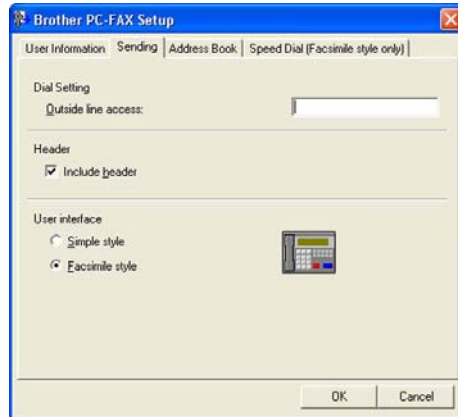 Brother PC-FAX Setup
User Information Sending Address Book Speed Dial (Facsimile style only)
Dial Setting
Outside line access:
Header
Include header
User interface
Simple style
Facsimile style
OK Cancel